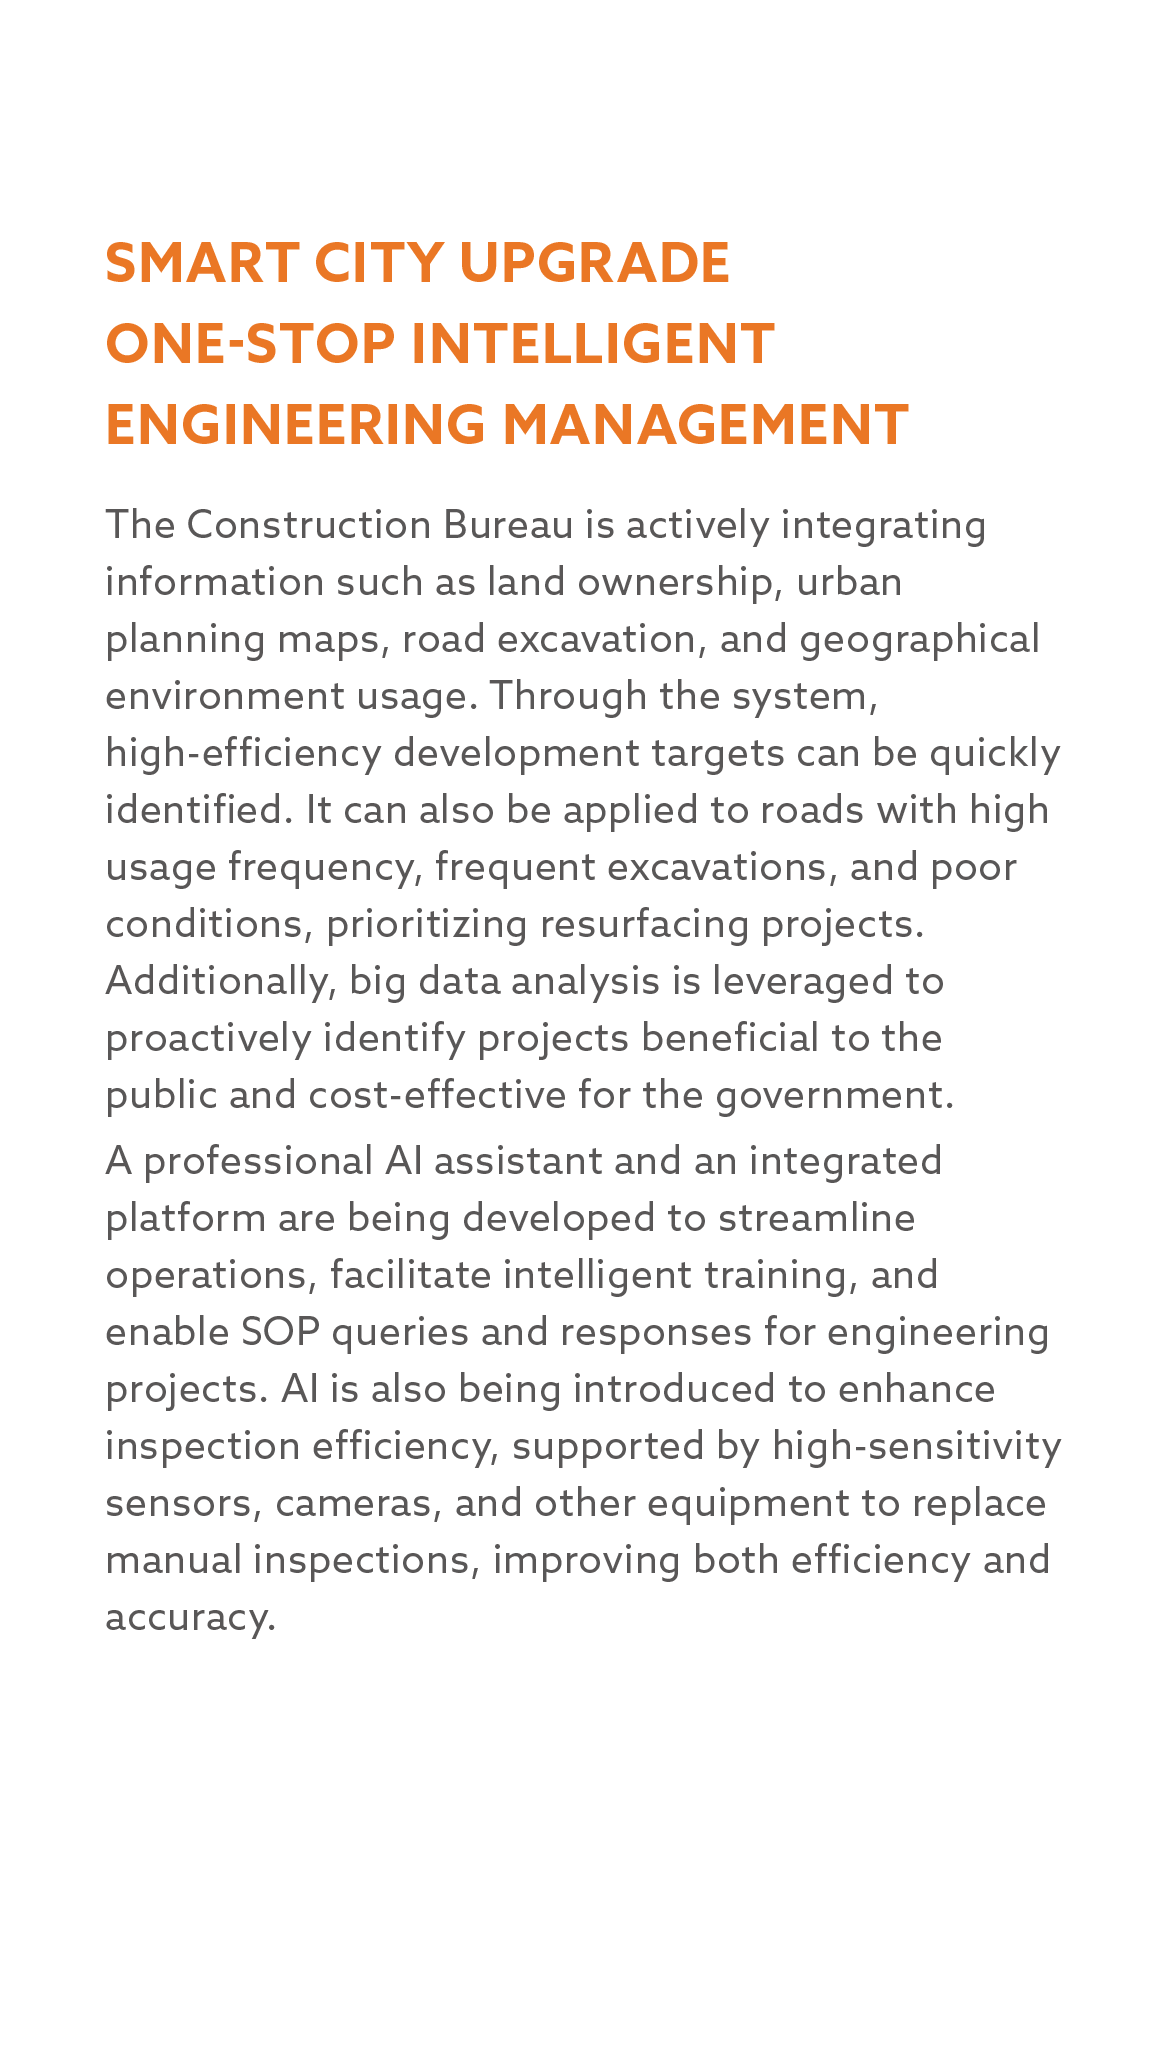 SMART CITY UPGRADE
ONE-STOP INTELLIGENT
ENGINEERING MANAGEMENT
The Construction Bureau is actively integrating
information such as land ownership, urban
planning maps, road excavation, and geographical
environment usage. Through the system,
high-efficiency development targets can be quickly
identified. It can also be applied to roads with high
usage frequency, frequent excavations, and poor
conditions, prioritizing resurfacing projects.
Additionally, big data analysis is leveraged to
proactively identify projects beneficial to the
public and cost-effective for the government.
A professional AI assistant and an integrated
platform are being developed to streamline
operations, facilitate intelligent training, and
enable SOP queries and responses for engineering
projects. AI is also being introduced to enhance
inspection efficiency, supported by high-sensitivity
sensors, cameras, and other equipment to replace
manual inspections, improving both efficiency and
accuracy.